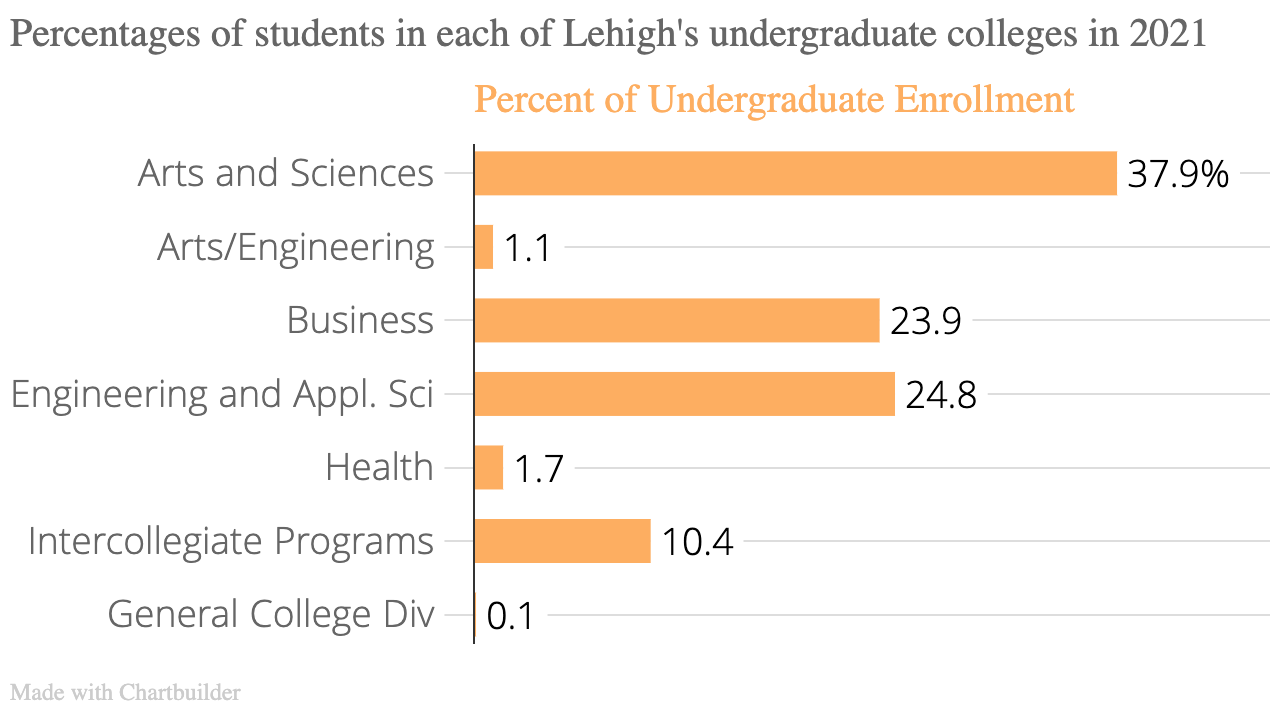 Percentages of students in each of Lehigh's undergraduate colleges in 2021
Percent of Undergraduate Enrollment
Arts and Sciences 37.9%
Arts/Engineering 1.1
Business 23.9
Engineering and Appl. Sci 24.8
Health 1.7
Intercollegiate Programs 10.4
General College Div 0.1
Made with Chartbuilder